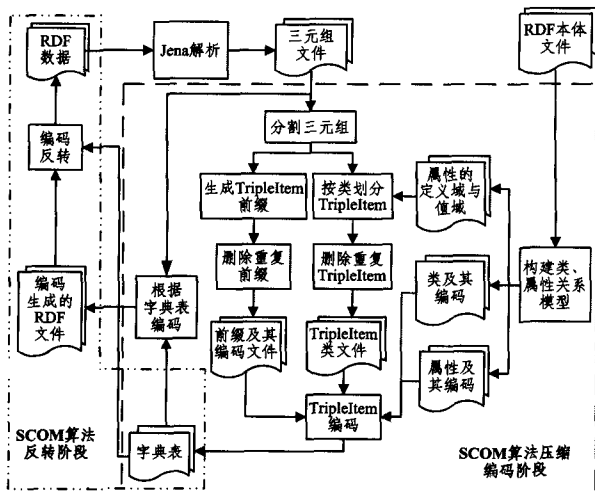 RDF
数据
Jena解析
三元组
文件
RDF本体
文件
分割三元组
编码
反转
生成TripleItem
前缀
按类划分
TripleItem
属性的
定义域与
值域
删除重复
前缀
删除重复
TripleItem
构建类、
属性关系
模型
编码
生成的
RDF
文件
根据
字典表
编码
类及其
编码
前缀及其
编码文件
TripleItem
类文件
属性及
其编码
TripleItem
编码
SCOM算法
反转阶段
字典表
SCOM算法压缩
编码阶段